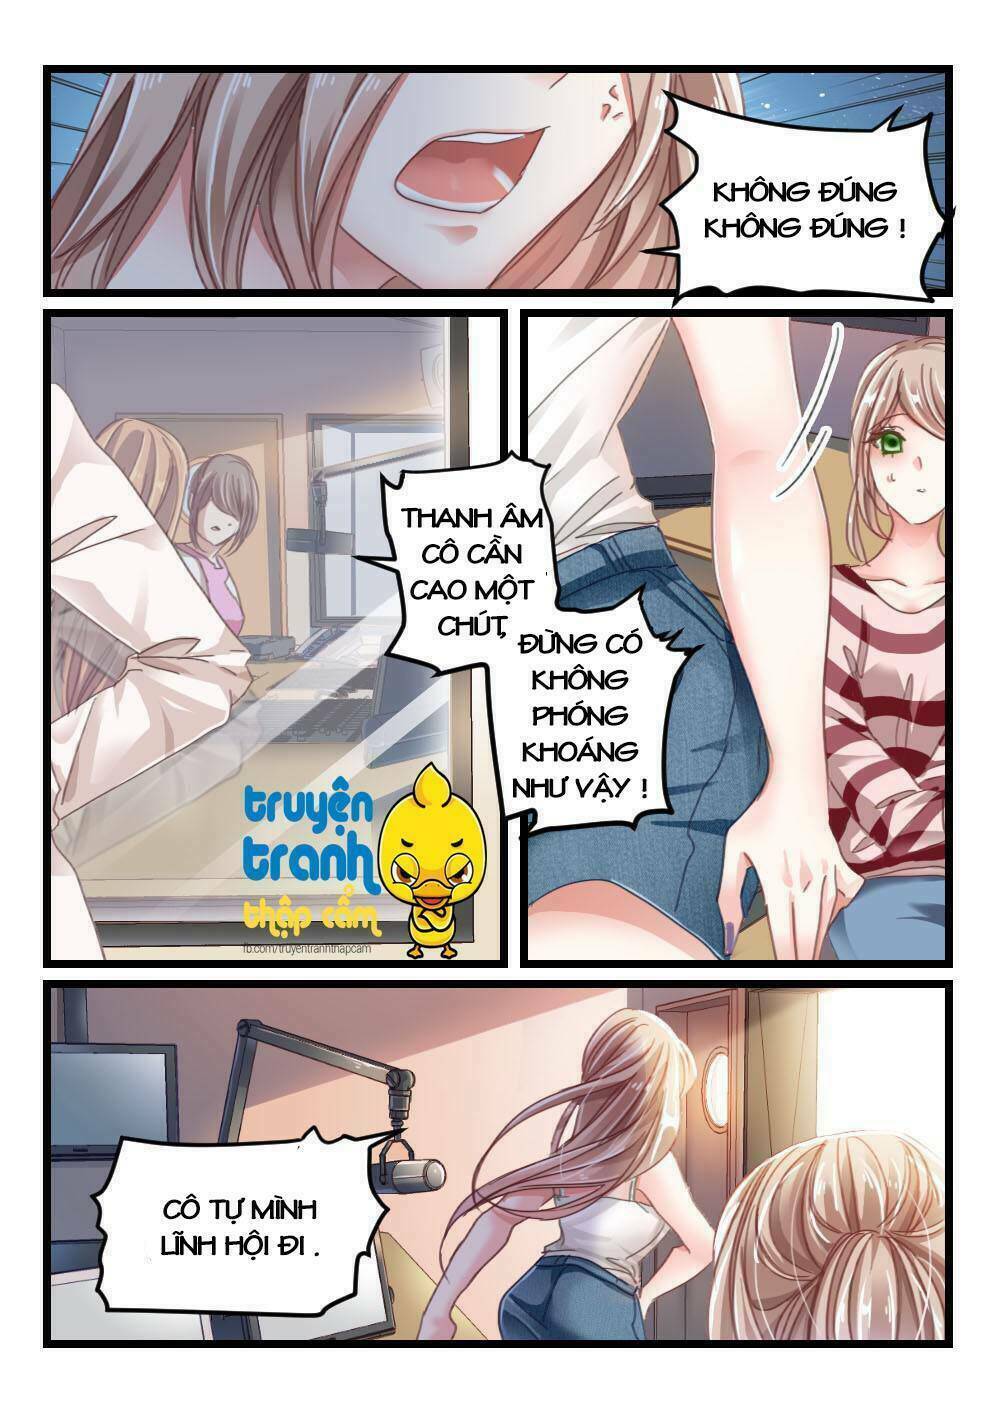 KHÔNG ĐÚNG
KHÔNG ĐÚNG !
THANH ÂM
CÔ CẦN
CAO MỘT
CHÚT,
ĐỪNG CÓ
KHÔNG
PHÓNG
KHOÁNG
NHƯ VẬY !
truyện
tranh
thập cẩm
fb.com/truyentranhthapcam
CÔ TỰ MÌNH
LĨNH HỘI ĐI .